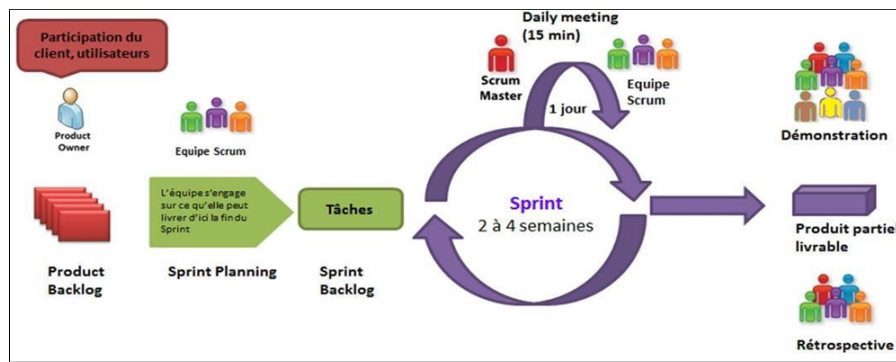 Participation du
client, utilisateurs
Product
Owner
Equipe Scrum
L'équipe s'engage
sur ce qu'elle peut
livrer d'ici la fin du
Sprint
Tâches
Product
Backlog
Sprint Planning
Sprint
Backlog
Daily meeting
(15 min)
Scrum
Master
1 jour
Equipe
Scrum
Sprint
2 à 4 semaines
Démonstration
Produit partiel
livrable
Rétrospective